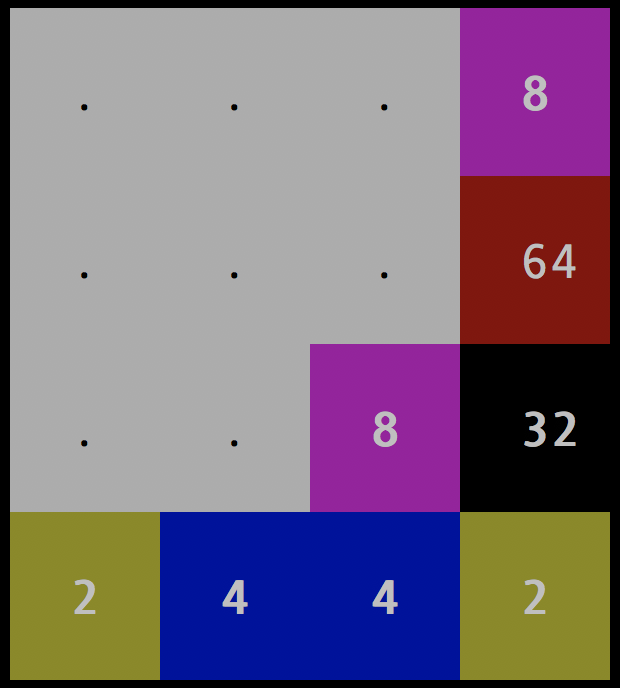 . . . 8
. . . 64
. . 8 32
2 4 4 2